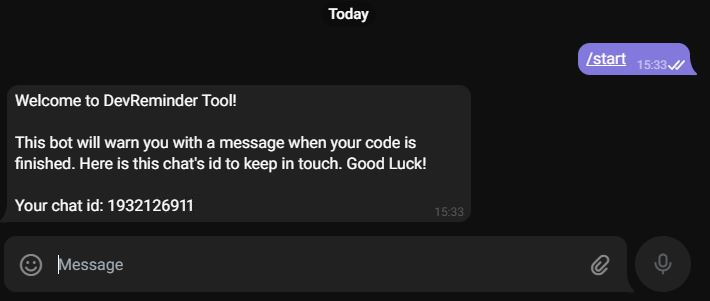 Today
/start 15:33
Welcome to DevReminder Tool!
This bot will warn you with a message when your code is
finished. Here is this chat's id to keep in touch. Good Luck!
Your chat id: 1932126911
15:33
Message